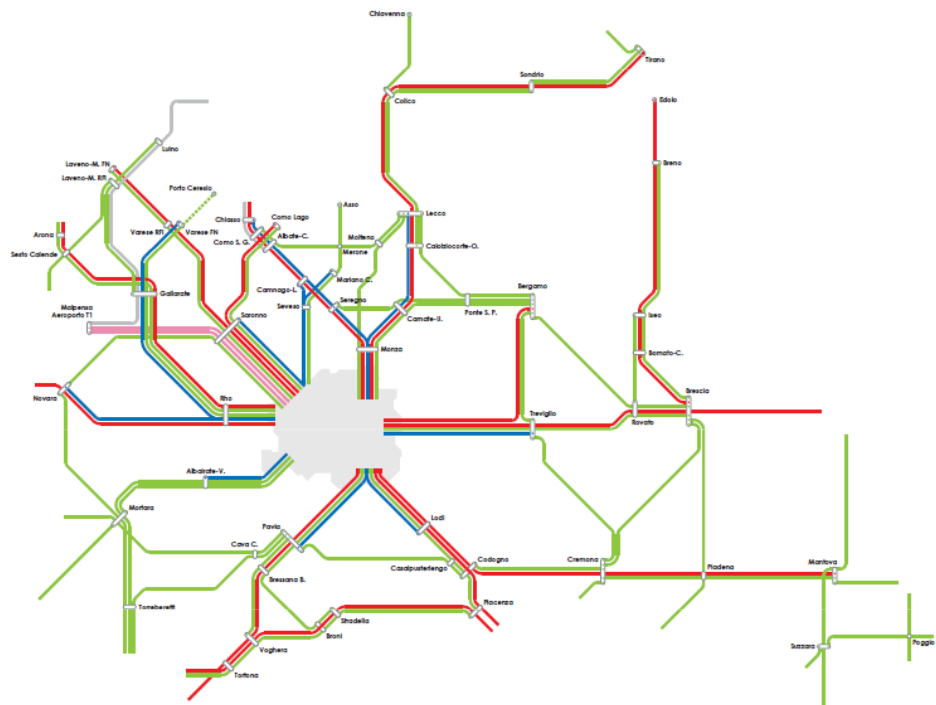 Chiavenna
Tirano
Sondrio
Colico
Edolo
Luino
Laveno-M. FN
Laveno-M. RFI
Breno
Porto Ceresio
Asso
Chiasso
Como Lago
Lecco
Arona
Varese RFI
Varese FN
Como S. G.
Albate-C.
Molteno
Merone
Calolziocorte-O.
Sesto Calende
Mariano C.
Camnago-L.
Gallarate
Bergamo
Malpensa
Aeroporto T1
Seveso
Seregno
Carnate-U.
Ponte S. P.
Saronno
Iseo
Monza
Bornato-C.
Novara
Rho
Brescia
Treviglio
Rovato
Albairate-V.
Mortara
Pavia
Lodi
Cava C.
Casalpusterlengo
Codogno
Cremona
Piadena
Mantova
Bressana B.
Torreberetti
Stradella
Piacenza
Broni
Voghera
Suzzara
Poggio
Tortona